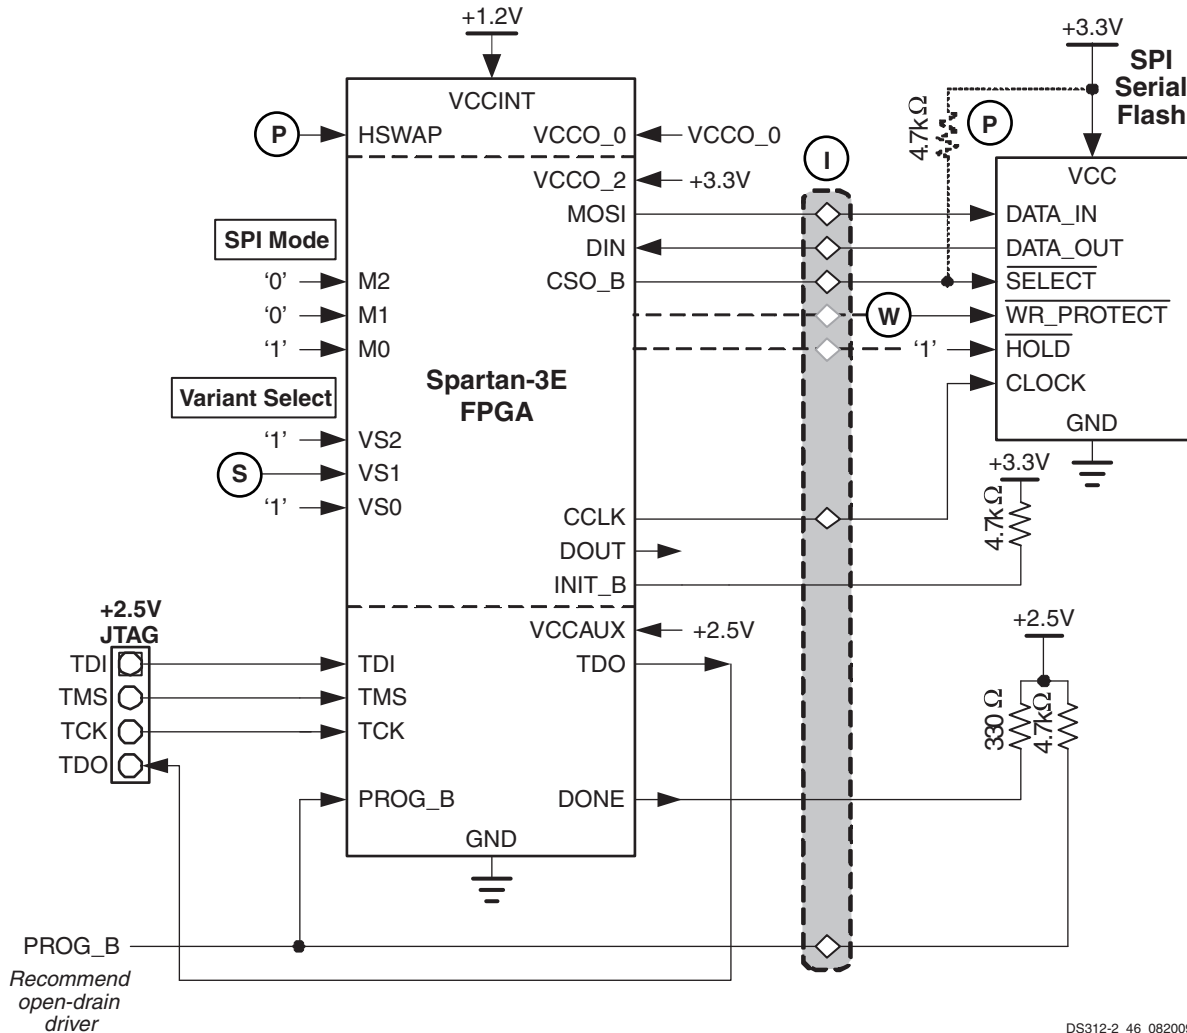 +1.2V
+3.3V
SPI
Serial
Flash
VCCINT
P
HSWAP
VCCO_0
VCCO_0
4.7kΩ
P
I
VCC
VCCO_2
+3.3V
MOSI
DATA_IN
SPI Mode
DIN
DATA_OUT
'0'
M2
CSO_B
SELECT
'0'
M1
W
WR_PROTECT
'1'
M0
'1'
HOLD
Spartan-3E
FPGA
CLOCK
Variant Select
GND
'1'
VS2
S
VS1
+3.3V
'1'
VS0
CCLK
4.7kΩ
DOUT
INIT_B
+2.5V
JTAG
VCCAUX
+2.5V
+2.5V
TDI
TDI
TDO
TMS
TMS
TCK
TCK
330 Ω
4.7kΩ
TDO
PROG_B
DONE
GND
PROG_B
Recommend
open-drain
driver